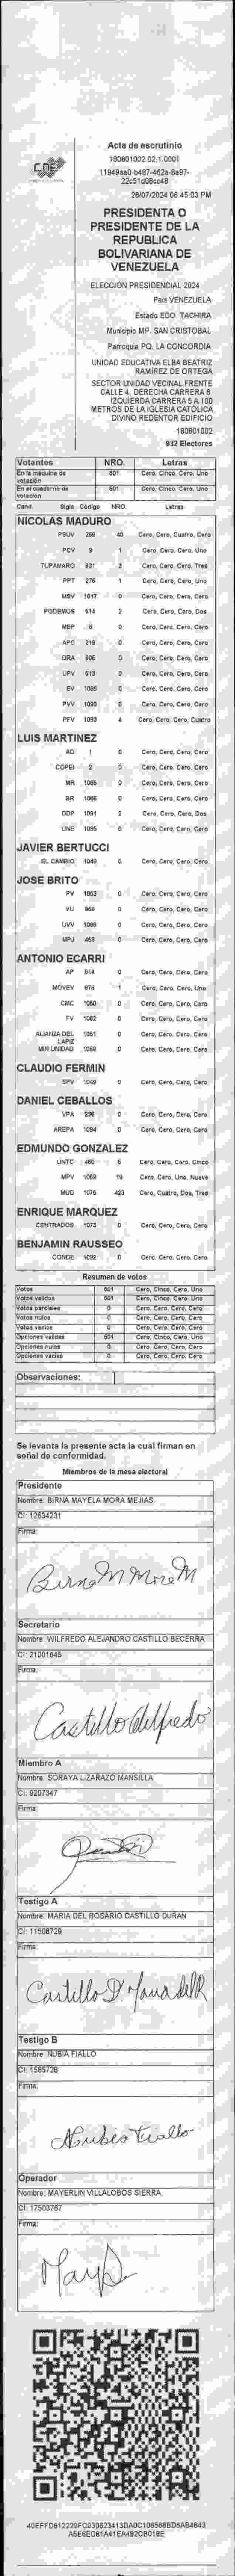 CNE
Acta de escrutinio
180601002.02.1.0001
11949aa0-b487-462a-8a97-
22c51d08cc48
28/07/2024 06:45:03 PM
PRESIDENTA O
PRESIDENTE DE LA
REPUBLICA
BOLIVARIANA DE
VENEZUELA
ELECCION PRESIDENCIAL 2024
Pais VENEZUELA
Estado EDO. TACHIRA
Municipio MP. SAN CRISTOBAL
Parroquia PQ. LA CONCORDIA
UNIDAD EDUCATIVA ELBA BEATRIZ
RAMIREZ DE ORTEGA
SECTOR UNIDAD VECINAL FRENTE
CALLE 4. DERECHA CARRERA 6
IZQUIERDA CARRERA 5 A 100
METROS DE LA IGLESIA CATOLICA
DIVINO REDENTOR EDIFICIO
180601002
932 Electores
Votantes NRO. Letras
En la maquina de votación 601 Cero, Cinco, Cero, Uno
En el cuaderno de votación 601 Cero, Cinco, Cero, Uno
Cand Sigla Código NRO. Letras
NICOLAS MADURO
PSUV 268 40 Cero, Cero, Cuatro, Cero
PCV 9 1 Cero, Cero, Cero, Uno
TUPAMARO 931 3 Cero, Cero, Cero, Tres
PPT 276 1 Cero, Cero, Cero, Uno
MSV 1017 0 Cero, Cero, Cero, Cero
PODEMOS 614 2 Cero, Cero, Cero, Dos
MEP 6 0 Cero, Cero, Cero, Cero
APC 216 0 Cero, Cero, Cero, Cero
ORA 906 0 Cero, Cero, Cero, Cero
UPV 912 0 Cero, Cero, Cero, Cero
EV 1089 0 Cero, Cero, Cero, Cero
PVV 1090 0 Cero, Cero, Cero, Cero
PFV 1093 4 Cero, Cero, Cero, Cuatro
LUIS MARTINEZ
AD 1 0 Cero, Cero, Cero, Cero
COPEI 2 0 Cero, Cero, Cero, Cero
MR 1065 0 Cero, Cero, Cero, Cero
BR 1066 0 Cero, Cero, Cero, Cero
DDP 1091 2 Cero, Cero, Cero, Dos
UNE 1095 0 Cero, Cero, Cero, Cero
JAVIER BERTUCCI
EL CAMBIO 1049 0 Cero, Cero, Cero, Cero
JOSE BRITO
PV 1053 0 Cero, Cero, Cero, Cero
VU 966 0 Cero, Cero, Cero, Cero
UVV 1096 0 Cero, Cero, Cero, Cero
MPJ 458 0 Cero, Cero, Cero, Cero
ANTONIO ECARRI
AP 914 0 Cero, Cero, Cero, Cero
MOVEV 878 1 Cero, Cero, Cero, Uno
CMC 1060 0 Cero, Cero, Cero, Cero
FV 1062 0 Cero, Cero, Cero, Cero
ALIANZA DEL LAPIZ 1061 0 Cero, Cero, Cero, Cero
MIN UNIDAD 1063 0 Cero, Cero, Cero, Cero
CLAUDIO FERMIN
SPV 1048 0 Cero, Cero, Cero, Cero
DANIEL CEBALLOS
VPA 236 0 Cero, Cero, Cero, Cero
AREPA 1094 0 Cero, Cero, Cero, Cero
EDMUNDO GONZALEZ
UNTC 460 5 Cero, Cero, Cero, Cinco
MPV 1068 19 Cero, Cero, Uno, Nueve
MUD 1076 423 Cero, Cuatro, Dos, Tres
ENRIQUE MARQUEZ
CENTRADOS 1073 0 Cero, Cero, Cero, Cero
BENJAMIN RAUSSEO
CONDE 1092 0 Cero, Cero, Cero, Cero
Resumen de votos
Votos 601 Cero, Cinco, Cero, Uno
Votos validos 601 Cero, Cinco, Cero, Uno
Votos parciales 0 Cero, Cero, Cero, Cero
Votos nulos 0 Cero, Cero, Cero, Cero
Votos vacios 0 Cero, Cero, Cero, Cero
Opciones validas 601 Cero, Cinco, Cero, Uno
Opciones nulas 0 Cero, Cero, Cero, Cero
Opciones vacias 0 Cero, Cero, Cero, Cero
Observaciones:
Se levanta la presente acta la cual firman en
señal de conformidad.
Miembros de la mesa electoral
Presidente
Nombre: BIRNA MAYELA MORA MEJIAS
CI: 12634231
Firma:
Birna M Mora M
Secretario
Nombre: WILFREDO ALEJANDRO CASTILLO BECERRA
CI: 21001645
Firma:
Castillo Wilfredo
Miembro A
Nombre: SORAYA LIZARAZO MANSILLA
CI: 9207347
Firma:
Testigo A
Nombre: MARIA DEL ROSARIO CASTILLO DURAN
CI: 11508729
Firma:
Castillo D Maria del R
Testigo B
Nombre: NUBIA FIALLO
CI: 1585728
Firma:
Nubia Fiallo
Operador
Nombre: MAYERLIN VILLALOBOS SIERRA
CI: 17503767
Firma:
40EFFD612229FC930823413DA0C106566BD6AB4843
A5E6ED81A41EA482CB018E